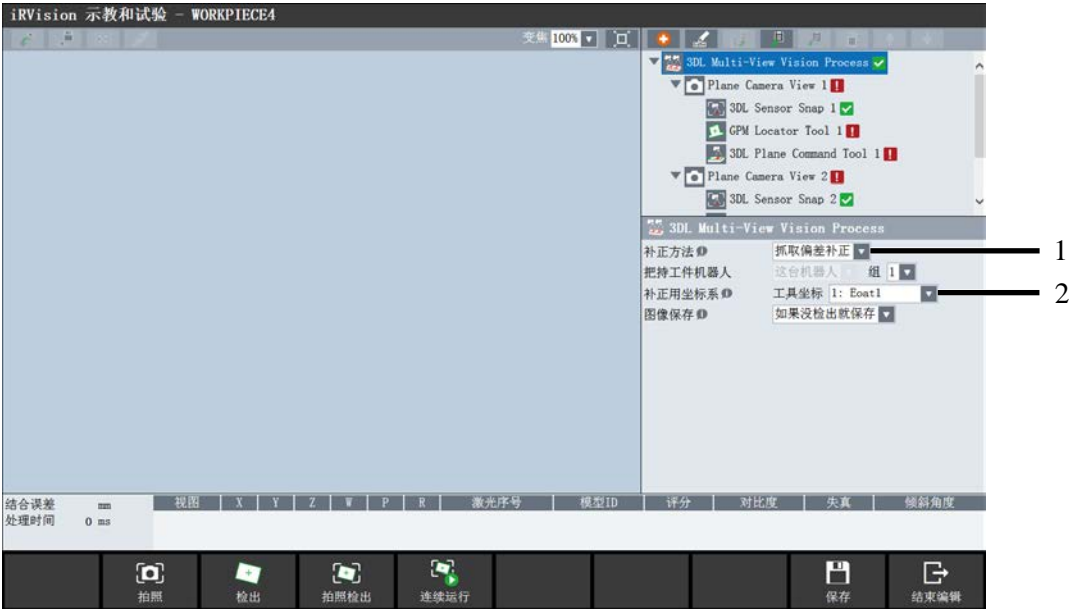 iRVision 示教和试验 - WORKPIECE4
变焦 100%
3DL Multi-View Vision Process
Plane Camera View 1
3DL Sensor Snap 1
GPM Locator Tool 1
3DL Plane Command Tool 1
Plane Camera View 2
3DL Sensor Snap 2
3DL Multi-View Vision Process
补正方法 抓取偏差补正 1
把持工件机器人 这台机器人 组 1
补正用坐标系 工具坐标 1: Eoat1 2
图像保存 如果没检出就保存
结合误差 mm
处理时间 0 ms
视图 X Y Z W P R 激光序号 模型ID 评分 对比度 失真 倾斜角度
拍照 检出 拍照检出 连续运行 保存 结束编辑